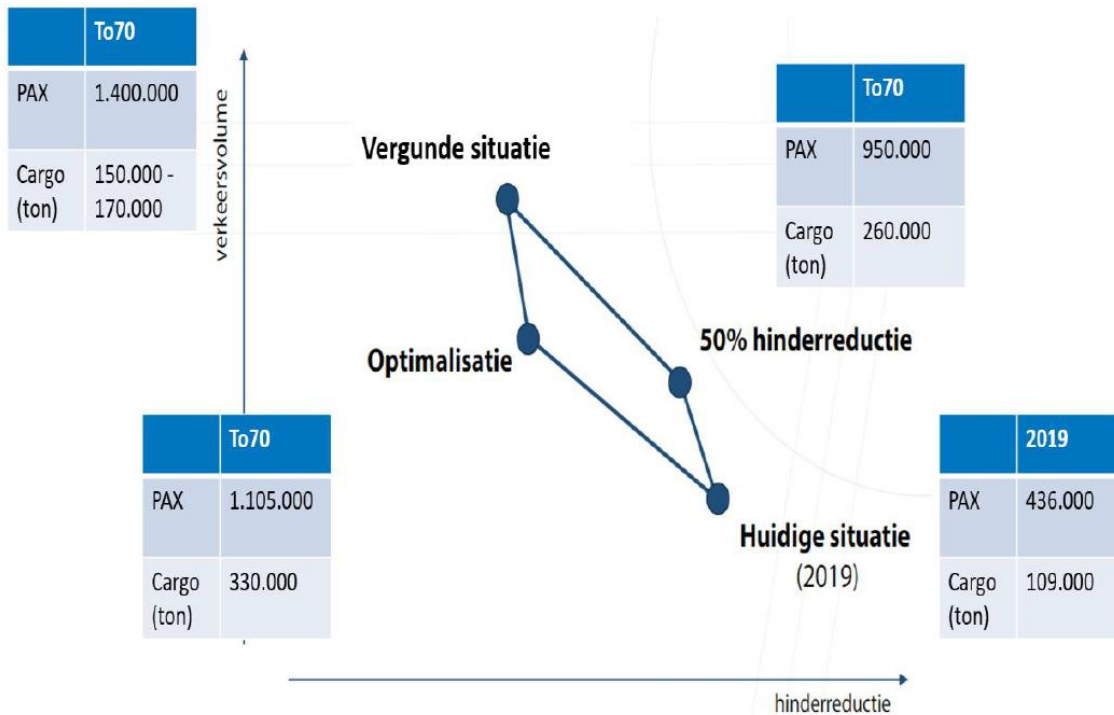 To70
PAX 1.400.000
Cargo (ton) 150.000 - 170.000
verkeersvolume
Vergunde situatie
To70
PAX 950.000
Cargo (ton) 260.000
50% hinderreductie
Optimalisatie
To70
PAX 1.105.000
Cargo (ton) 330.000
Huidige situatie
(2019)
2019
PAX 436.000
Cargo (ton) 109.000
hinderreductie